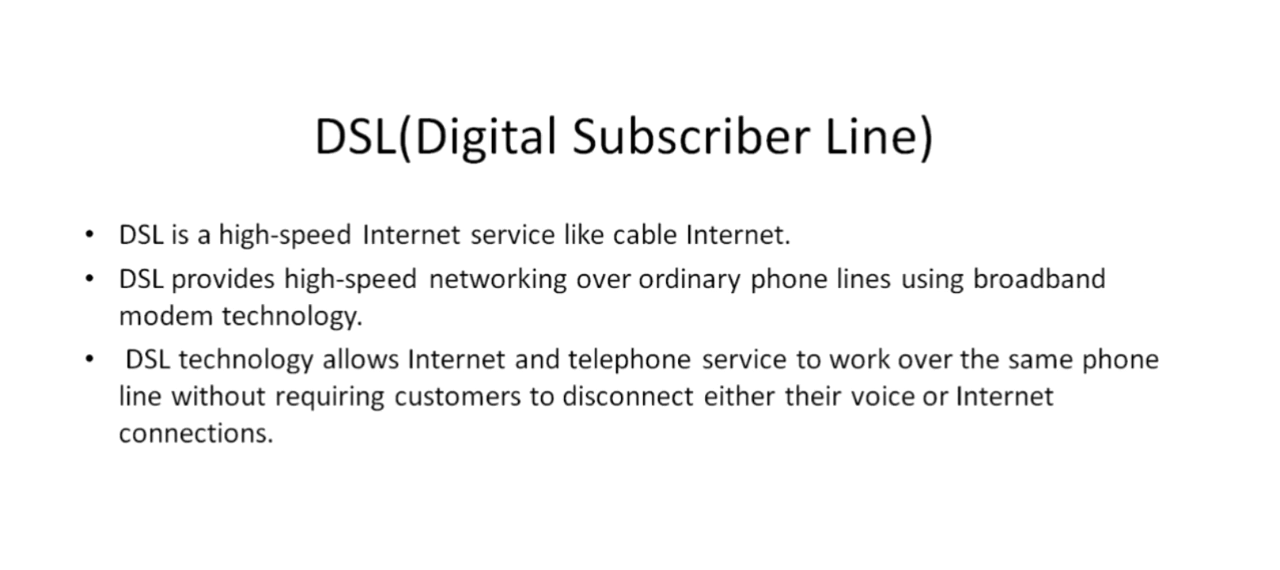 DSL(Digital Subscriber Line)
• DSL is a high-speed Internet service like cable Internet.
• DSL provides high-speed networking over ordinary phone lines using broadband
modem technology.
• DSL technology allows Internet and telephone service to work over the same phone
line without requiring customers to disconnect either their voice or Internet
connections.